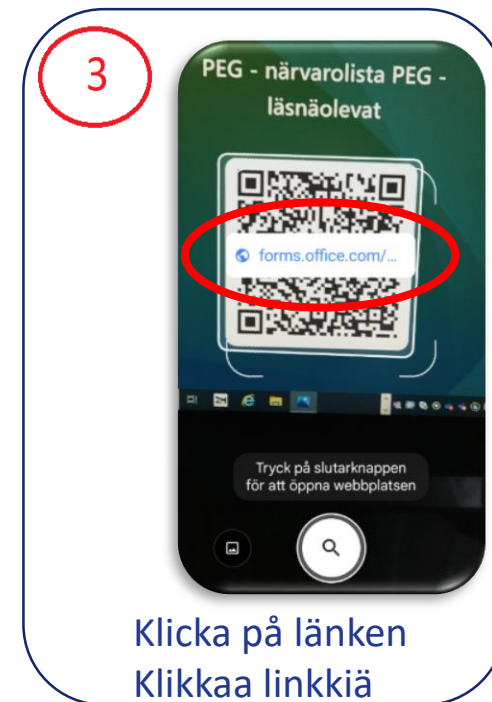 3
PEG - närvarolista PEG -
läsnäolevat
forms.office.com/...
Tryck på slutarknappen
för att öppna webbplatsen
Klicka på länken
Klikkaa linkkiä